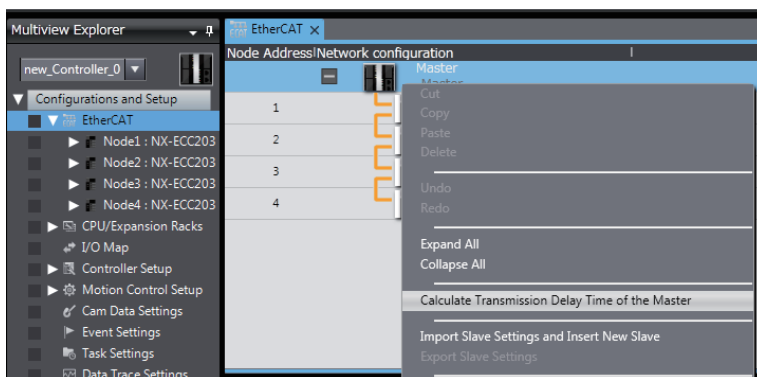 Multiview Explorer
new_Controller_0
Configurations and Setup
EtherCAT
Node1 : NX-ECC203
Node2 : NX-ECC203
Node3 : NX-ECC203
Node4 : NX-ECC203
CPU/Expansion Racks
I/O Map
Controller Setup
Motion Control Setup
Cam Data Settings
Event Settings
Task Settings
Data Trace Settings
EtherCAT
Node Address Network configuration
Master
Master
1
2
3
4
Cut
Copy
Paste
Delete
Undo
Redo
Expand All
Collapse All
Calculate Transmission Delay Time of the Master
Import Slave Settings and Insert New Slave
Export Slave Settings